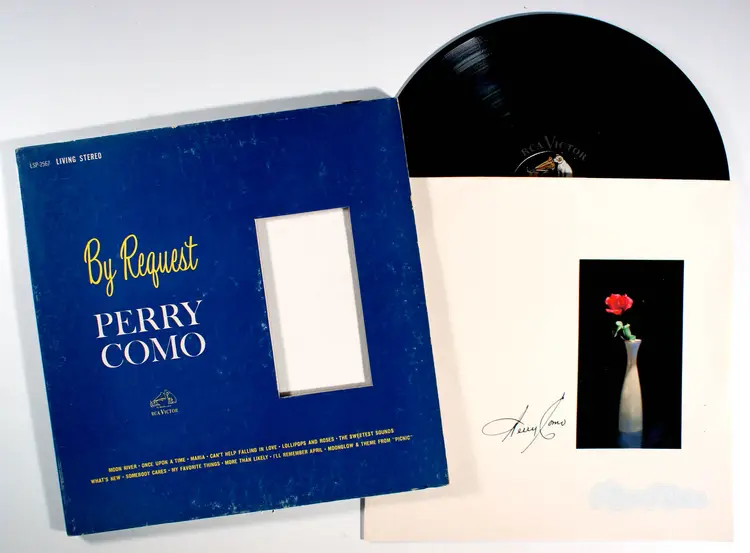 LSP-2567 LIVING STEREO
By Request
PERRY
COMO
RCA VICTOR
MOON RIVER • ONCE UPON A TIME • MARIA • CAN'T HELP FALLING IN LOVE • LOLLIPOPS AND ROSES • THE SWEETEST SOUNDS
WHAT'S NEW • SOMEBODY CARES • MY FAVORITE THINGS • MORE THAN LIKELY • I'LL REMEMBER APRIL • MOONGLOW & THEME FROM "PICNIC"
RCA VICTOR
Perry Como